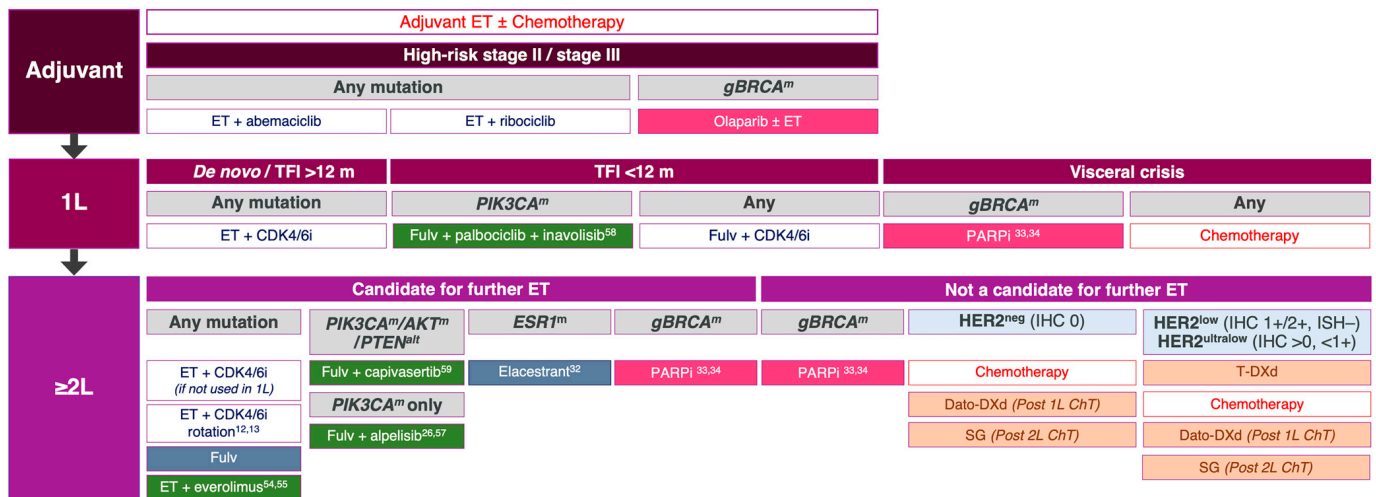 Adjuvant
Adjuvant ET ± Chemotherapy
High-risk stage II / stage III
Any mutation
gBRCAᵐ
ET + abemaciclib
ET + ribociclib
Olaparib ± ET
1L
De novo / TFI >12 m
TFI <12 m
Visceral crisis
Any mutation
PIK3CAᵐ
Any
gBRCAᵐ
Any
ET + CDK4/6i
Fulv + palbociclib + inavolisib⁵⁸
Fulv + CDK4/6i
PARPi ³³,³⁴
Chemotherapy
≥2L
Candidate for further ET
Not a candidate for further ET
Any mutation
ET + CDK4/6i
(if not used in 1L)
ET + CDK4/6i
rotation¹²,¹³
Fulv
ET + everolimus⁵⁴,⁵⁵
PIK3CAᵐ/AKTᵐ
/PTENᵃˡᵗ
Fulv + capivasertib⁵⁹
PIK3CAᵐ only
Fulv + alpelisib²⁶,⁵⁷
ESR1ᵐ
Elacestrant³²
gBRCAᵐ
PARPi ³³,³⁴
gBRCAᵐ
PARPi ³³,³⁴
HER2ⁿᵉᵍ (IHC 0)
Chemotherapy
Dato-DXd (Post 1L ChT)
SG (Post 2L ChT)
HER2ˡᵒʷ (IHC 1+/2+, ISH–)
HER2ᵘˡᵗʳᵃˡᵒʷ (IHC >0, <1+)
T-DXd
Chemotherapy
Dato-DXd (Post 1L ChT)
SG (Post 2L ChT)